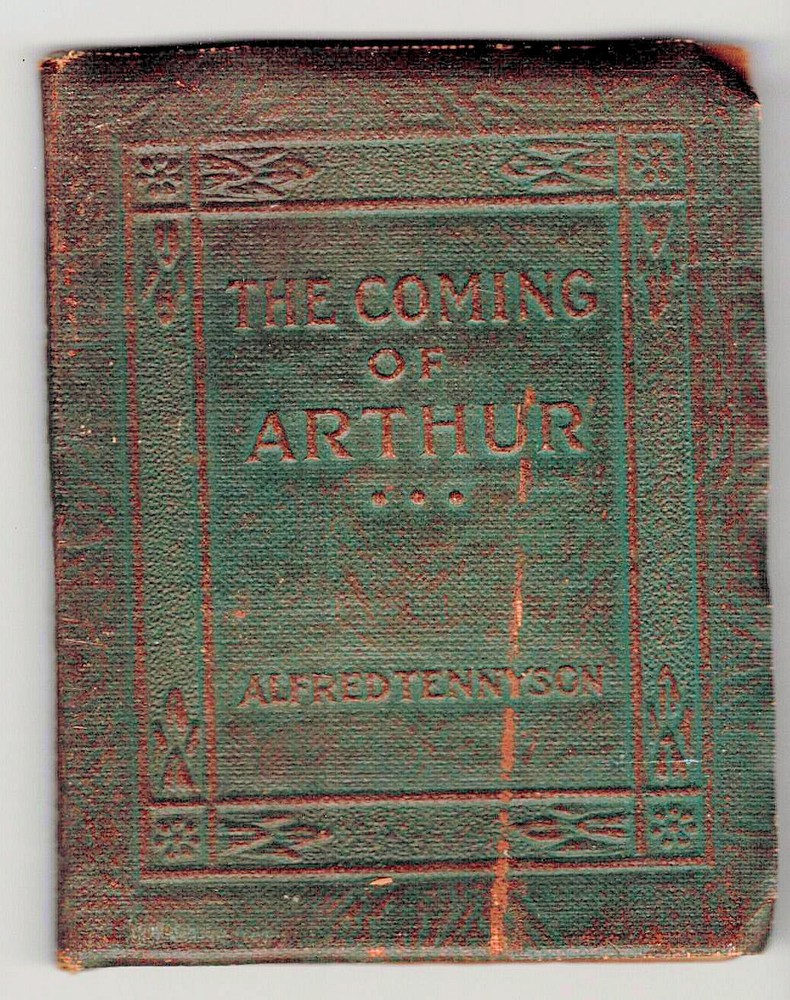 THE COMING
OF
ARTHUR
ALFRED TENNYSON